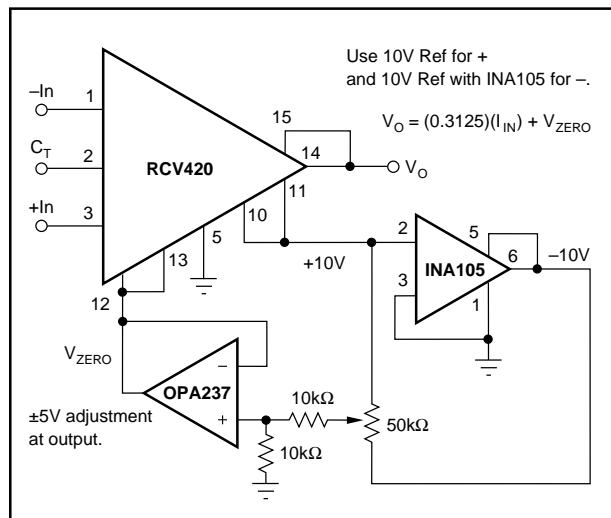 Use 10V Ref for +
and 10V Ref with INA105 for –.
V_O = (0.3125)(I_IN) + V_ZERO
–In
1
C_T
2
+In
3
RCV420
15
14
V_O
11
10
5
13
12
+10V
2
3
INA105
5
6
1
–10V
V_ZERO
–
OPA237
+
±5V adjustment
at output.
10kΩ
10kΩ
50kΩ